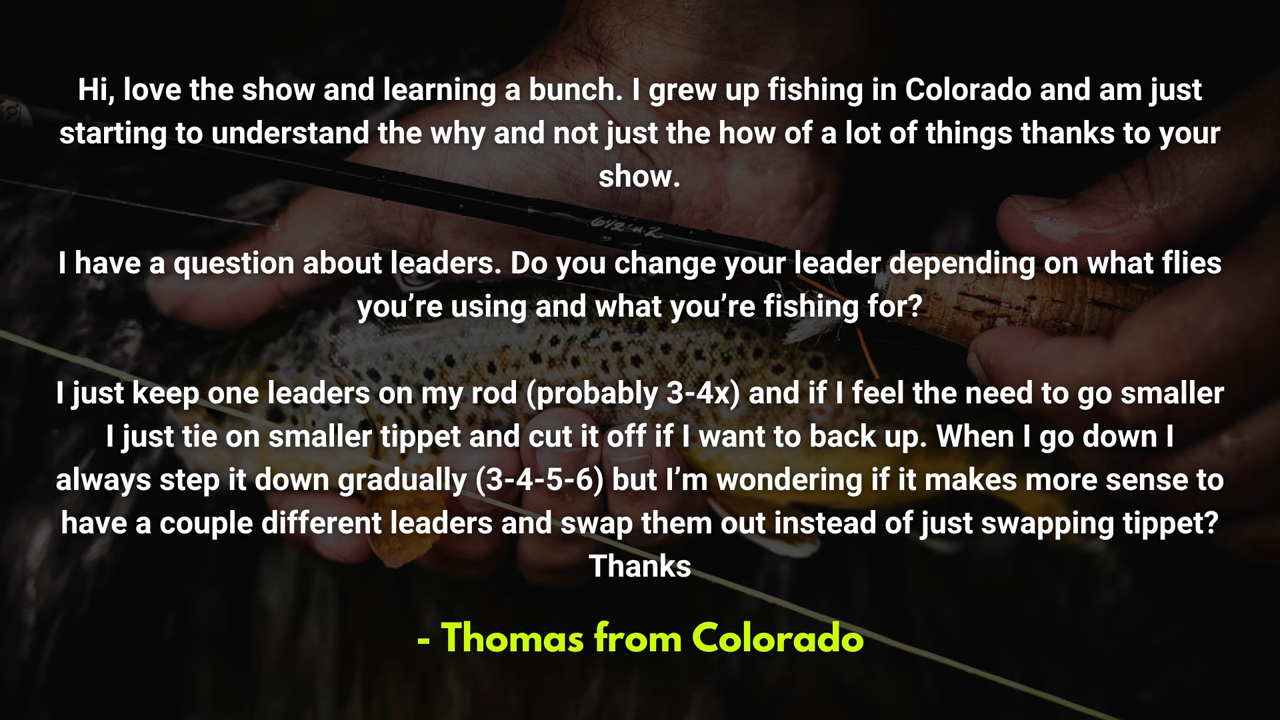 Hi, love the show and learning a bunch. I grew up fishing in Colorado and am just
starting to understand the why and not just the how of a lot of things thanks to your
show.
I have a question about leaders. Do you change your leader depending on what flies
you’re using and what you’re fishing for?
I just keep one leaders on my rod (probably 3-4x) and if I feel the need to go smaller
I just tie on smaller tippet and cut it off if I want to back up. When I go down I
always step it down gradually (3-4-5-6) but I’m wondering if it makes more sense to
have a couple different leaders and swap them out instead of just swapping tippet?
Thanks
- Thomas from Colorado